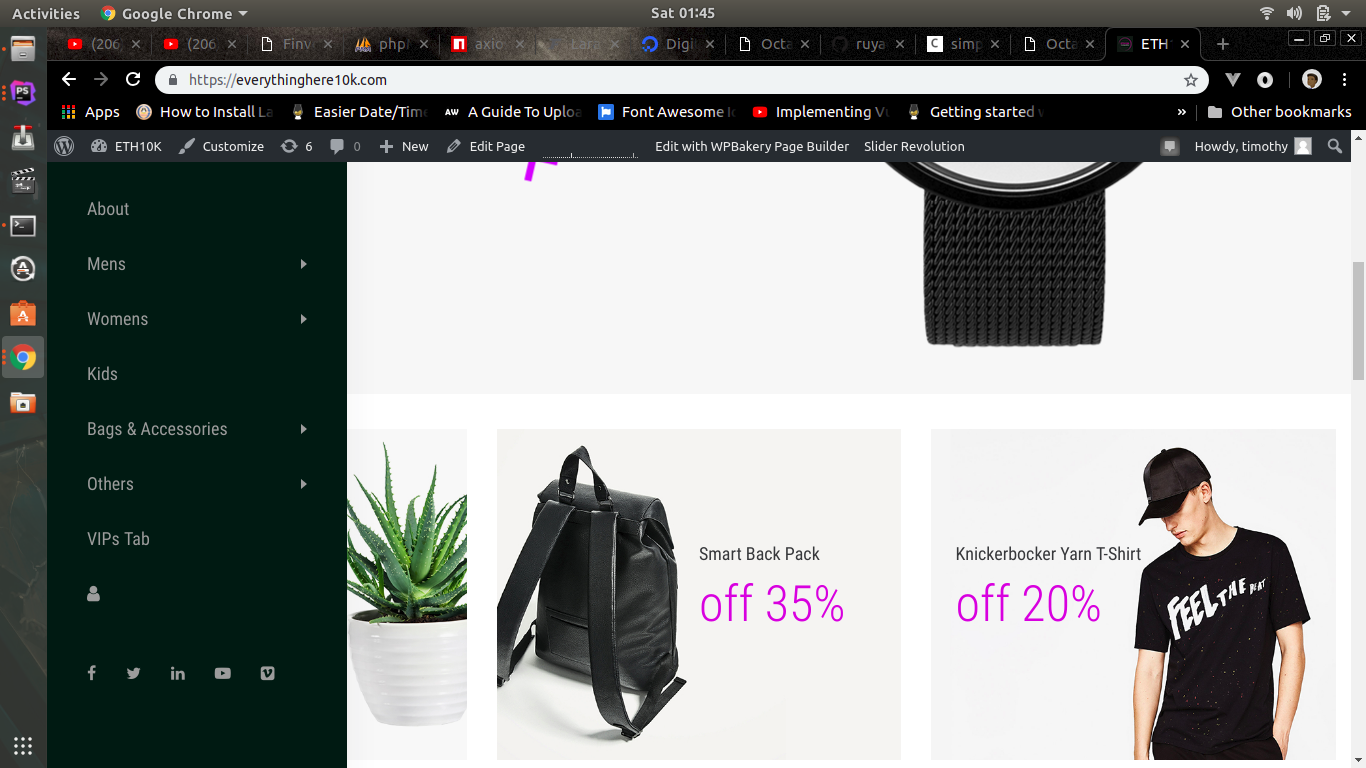 Activities Google Chrome Sat 01:45
(206 (206 Finv phpM axio Lara Digi Octa ruya simp Octa ETH
https://everythinghere10k.com
Apps How to Install La Easier Date/Time AW A Guide To Uploa Font Awesome Ic Implementing Vu Getting started w » Other bookmarks
ETH10K Customize 6 0 New Edit Page Edit with WPBakery Page Builder Slider Revolution Howdy, timothy
About
Mens
Womens
Kids
Bags & Accessories
Others
VIPs Tab
Smart Back Pack
off 35%
Knickerbocker Yarn T-Shirt
off 20%
FEEL THE BEAT